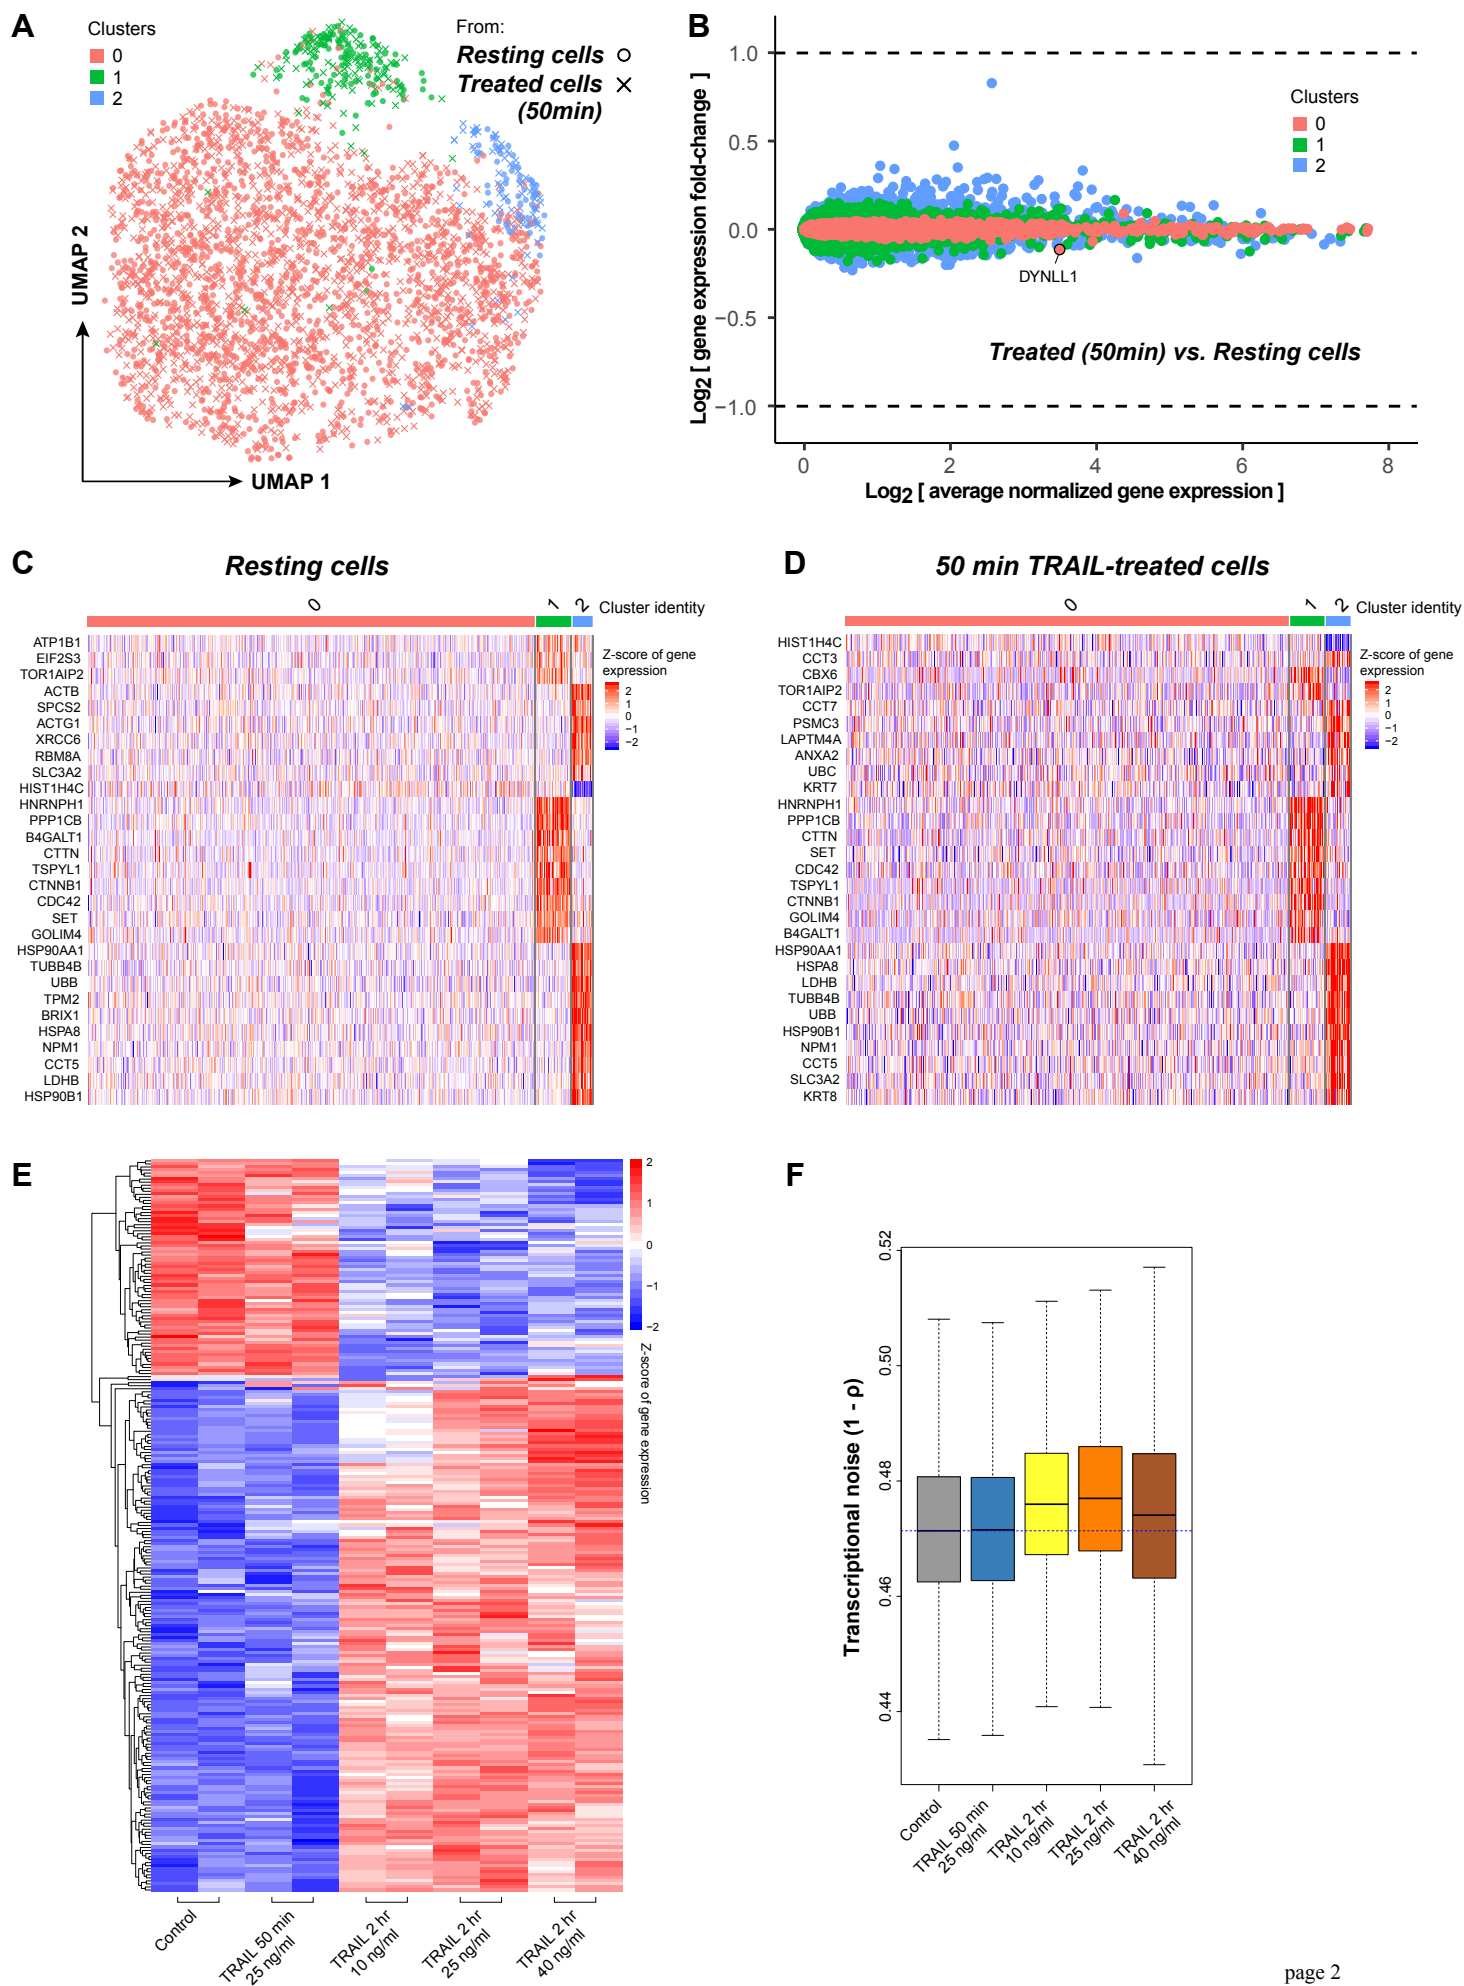 A
Clusters
0
1
2
From:
Resting cells
Treated cells
(50min)
UMAP 2
UMAP 1
B
Log2 [ gene expression fold-change ]
1.0
0.5
0.0
−0.5
−1.0
Clusters
0
1
2
DYNLL1
Treated (50min) vs. Resting cells
0 2 4 6 8
Log2 [ average normalized gene expression ]
C
Resting cells
0 1 2 Cluster identity
ATP1B1
EIF2S3
TOR1AIP2
ACTB
SPCS2
ACTG1
XRCC6
RBM8A
SLC3A2
HIST1H4C
HNRNPH1
PPP1CB
B4GALT1
CTTN
TSPYL1
CTNNB1
CDC42
SET
GOLIM4
HSP90AA1
TUBB4B
UBB
TPM2
BRIX1
HSPA8
NPM1
CCT5
LDHB
HSP90B1
Z-score of gene
expression
2
1
0
−1
−2
D
50 min TRAIL-treated cells
0 1 2 Cluster identity
HIST1H4C
CCT3
CBX6
TOR1AIP2
CCT7
PSMC3
LAPTM4A
ANXA2
UBC
KRT7
HNRNPH1
PPP1CB
CTTN
SET
CDC42
TSPYL1
CTNNB1
GOLIM4
B4GALT1
HSP90AA1
HSPA8
LDHB
TUBB4B
UBB
HSP90B1
NPM1
CCT5
SLC3A2
KRT8
Z-score of gene
expression
2
1
0
−1
−2
E
2
1
0
−1
−2
Z-score of gene expression
Control
TRAIL 50 min
25 ng/ml
TRAIL 2 hr
10 ng/ml
TRAIL 2 hr
25 ng/ml
TRAIL 2 hr
40 ng/ml
F
Transcriptional noise (1 - ρ)
0.52
0.50
0.48
0.46
0.44
Control
TRAIL 50 min
25 ng/ml
TRAIL 2 hr
10 ng/ml
TRAIL 2 hr
25 ng/ml
TRAIL 2 hr
40 ng/ml
page 2